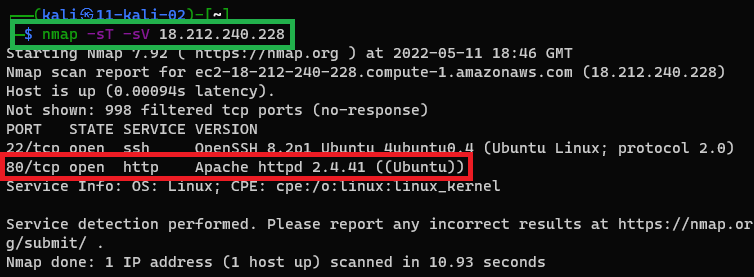 ┌──(kali㉿11-kali-02)-[~]
└─$ nmap -sT -sV 18.212.240.228
Starting Nmap 7.92 ( https://nmap.org ) at 2022-05-11 18:46 GMT
Nmap scan report for ec2-18-212-240-228.compute-1.amazonaws.com (18.212.240.228)
Host is up (0.00094s latency).
Not shown: 998 filtered tcp ports (no-response)
PORT   STATE SERVICE VERSION
22/tcp open  ssh     OpenSSH 8.2p1 Ubuntu 4ubuntu0.4 (Ubuntu Linux; protocol 2.0)
80/tcp open  http    Apache httpd 2.4.41 ((Ubuntu))
Service Info: OS: Linux; CPE: cpe:/o:linux:linux_kernel

Service detection performed. Please report any incorrect results at https://nmap.or
g/submit/ .
Nmap done: 1 IP address (1 host up) scanned in 10.93 seconds